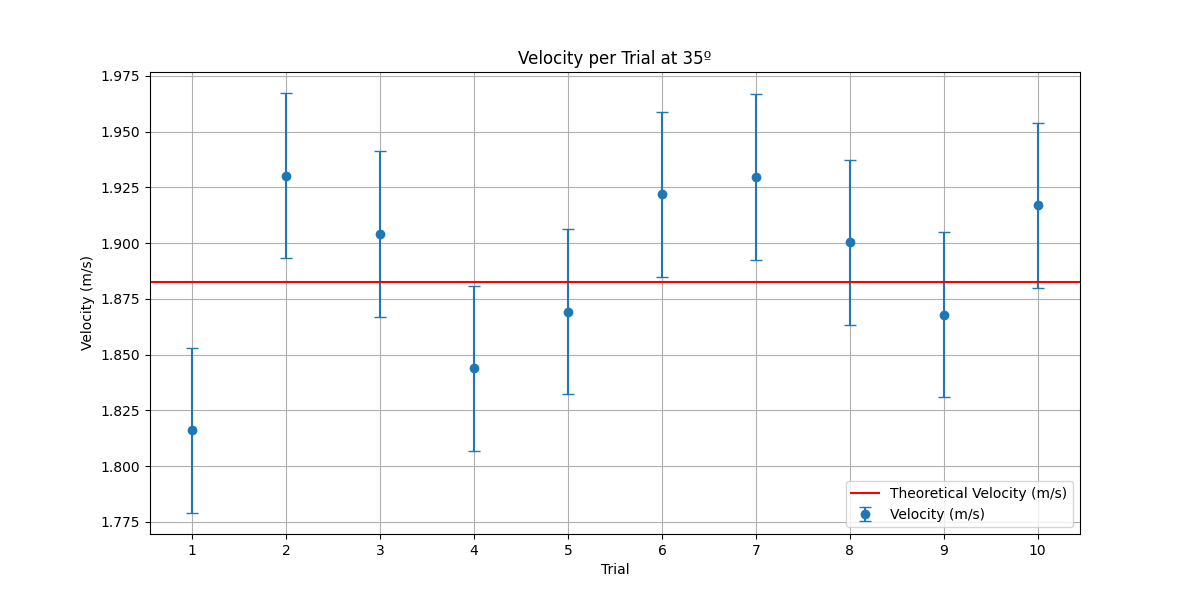 Velocity per Trial at 35º
Velocity (m/s)
1.975
1.950
1.925
1.900
1.875
1.850
1.825
1.800
1.775
Theoretical Velocity (m/s)
Velocity (m/s)
1 2 3 4 5 6 7 8 9 10
Trial